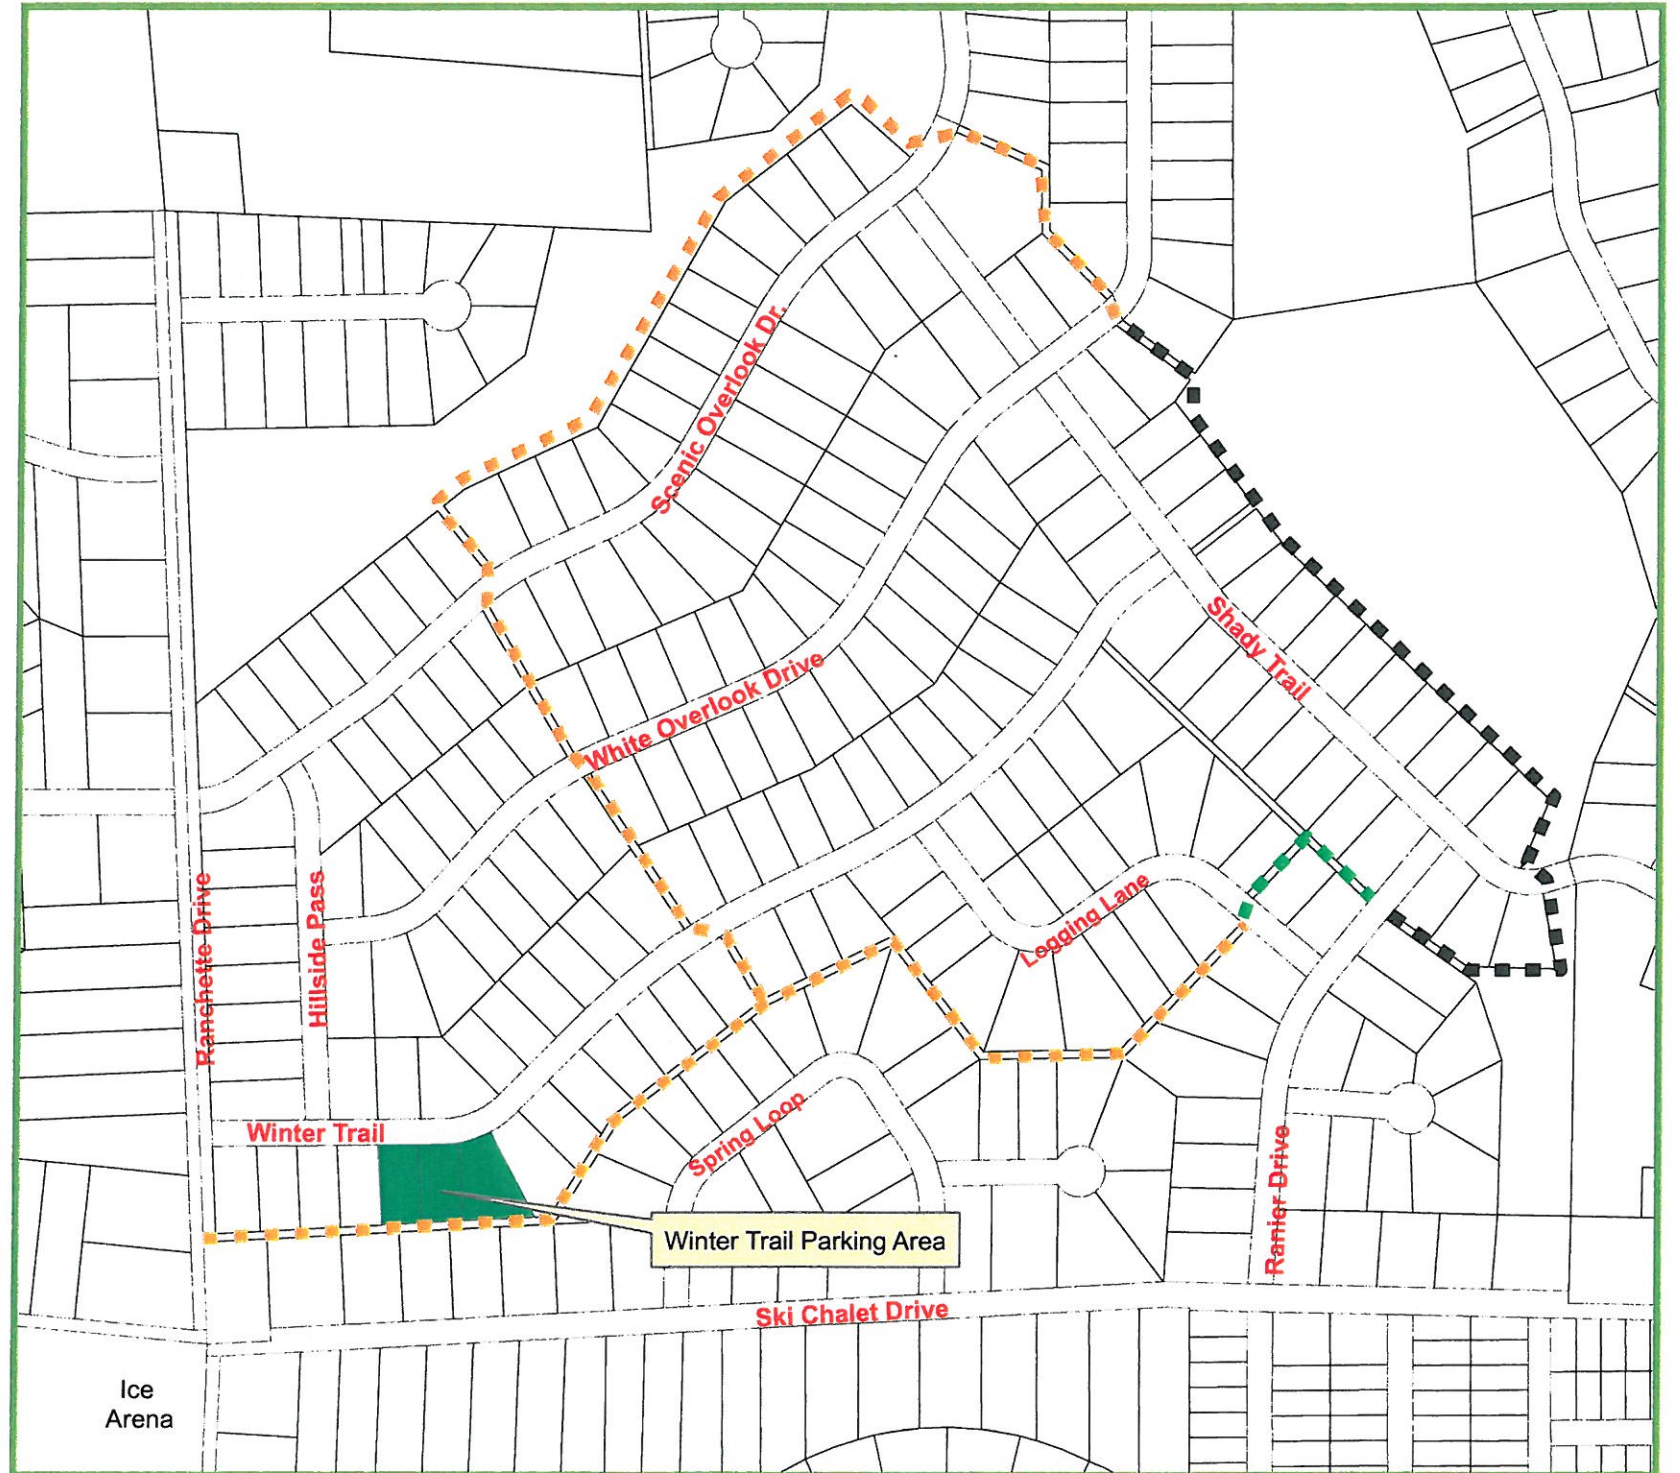 Scenic Overlook Dr.
Shady Trail
White Overlook Drive
Ranchette Drive
Hillside Pass
Logging Lane
Winter Trail
Spring Loop
Ranier Drive
Winter Trail Parking Area
Ski Chalet Drive
Ice
Arena